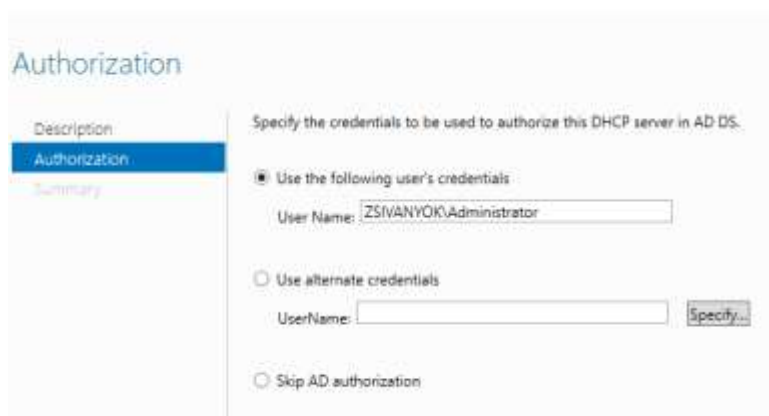 Authorization
Description
Authorization
Summary
Specify the credentials to be used to authorize this DHCP server in AD DS.
Use the following user's credentials
User Name: ZSIVANYOK\Administrator
Use alternate credentials
UserName:
Specify...
Skip AD authorization